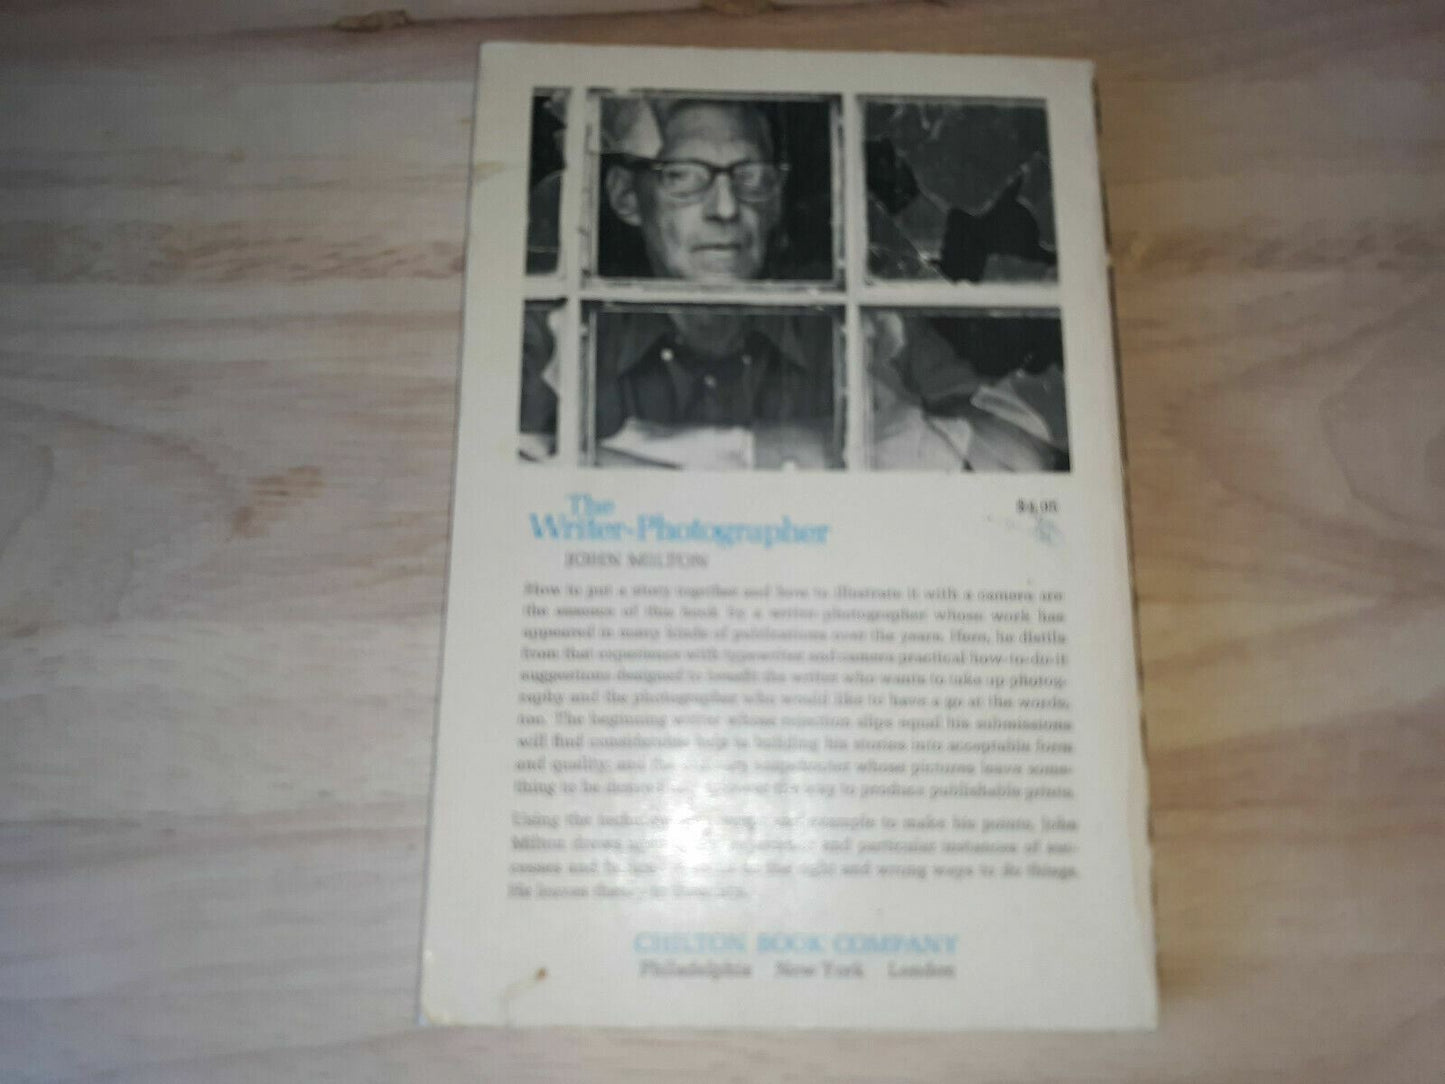 The
Writer-Photographer
$4.95
JOHN MILTON
How to put a story together and how to illustrate it with a camera are
the essence of this book by a writer-photographer whose work has
appeared in many kinds of publications over the years. Here, he distils
from that experience with typewriter and camera practical how-to-do-it
suggestions designed to benefit the writer who wants to take up photog-
raphy and the photographer who would like to have a go at the words,
too. The beginning writer whose rejection slips equal his submissions
will find considerable help in building his stories into acceptable form
and quality; and the snapshooter whose pictures leave some-
thing to be desired way to produce publishable prints.
Using the example to make his points, John
Milton draws and particular instances of suc-
cesses and to the right and wrong ways to do things.
He leaves
CHILTON BOOK COMPANY
Philadelphia New York London